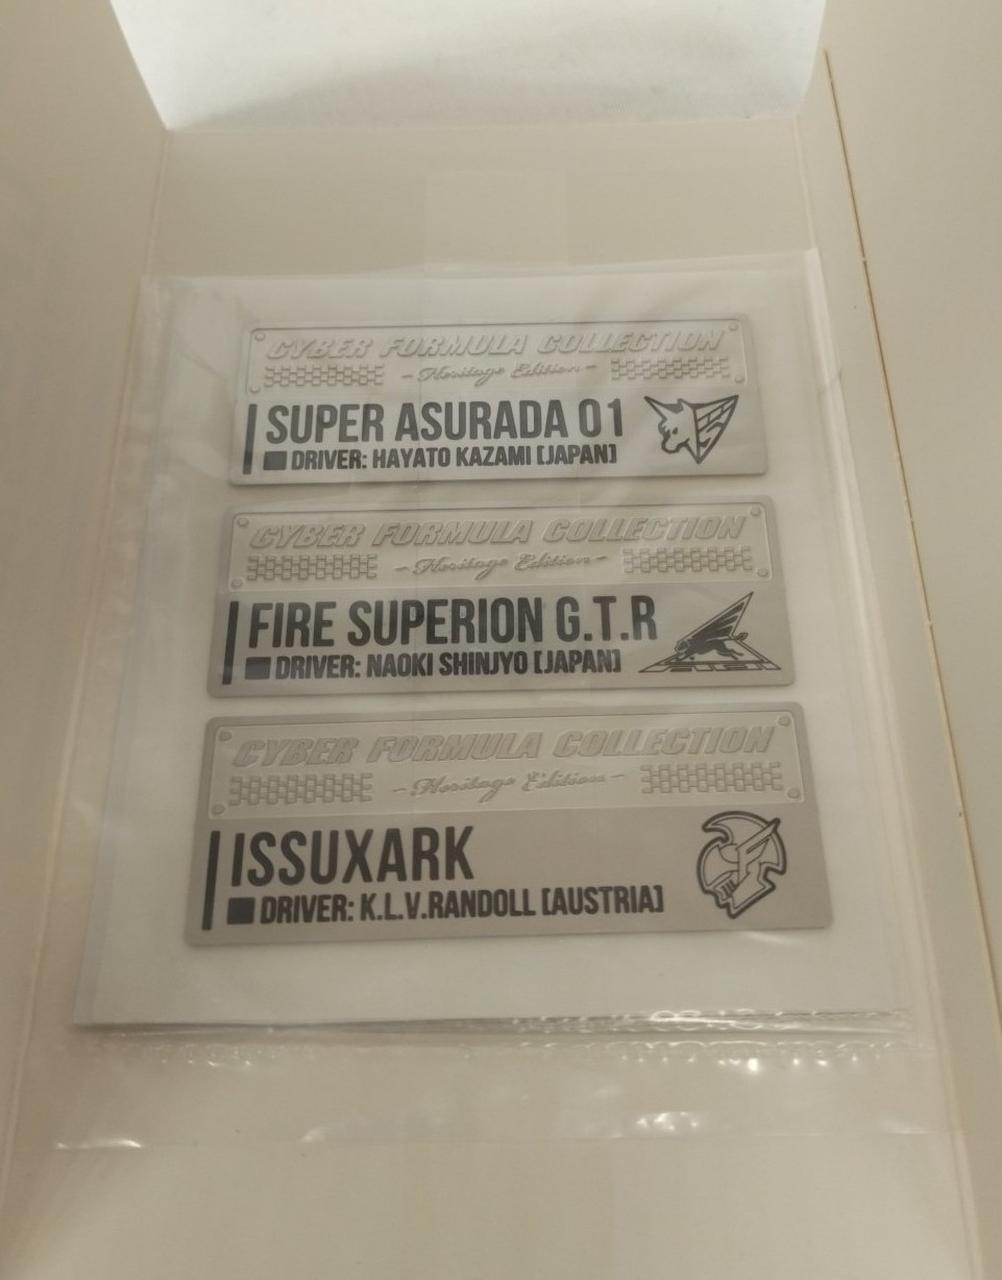 CYBER FORMULA COLLECTION
- Heritage Edition -
SUPER ASURADA 01
DRIVER: HAYATO KAZAMI [JAPAN]
CYBER FORMULA COLLECTION
- Heritage Edition -
FIRE SUPERION G.T.R
DRIVER: NAOKI SHINJYO [JAPAN]
CYBER FORMULA COLLECTION
- Heritage Edition -
ISSUXARK
DRIVER: K.L.V.RANDOLL [AUSTRIA]